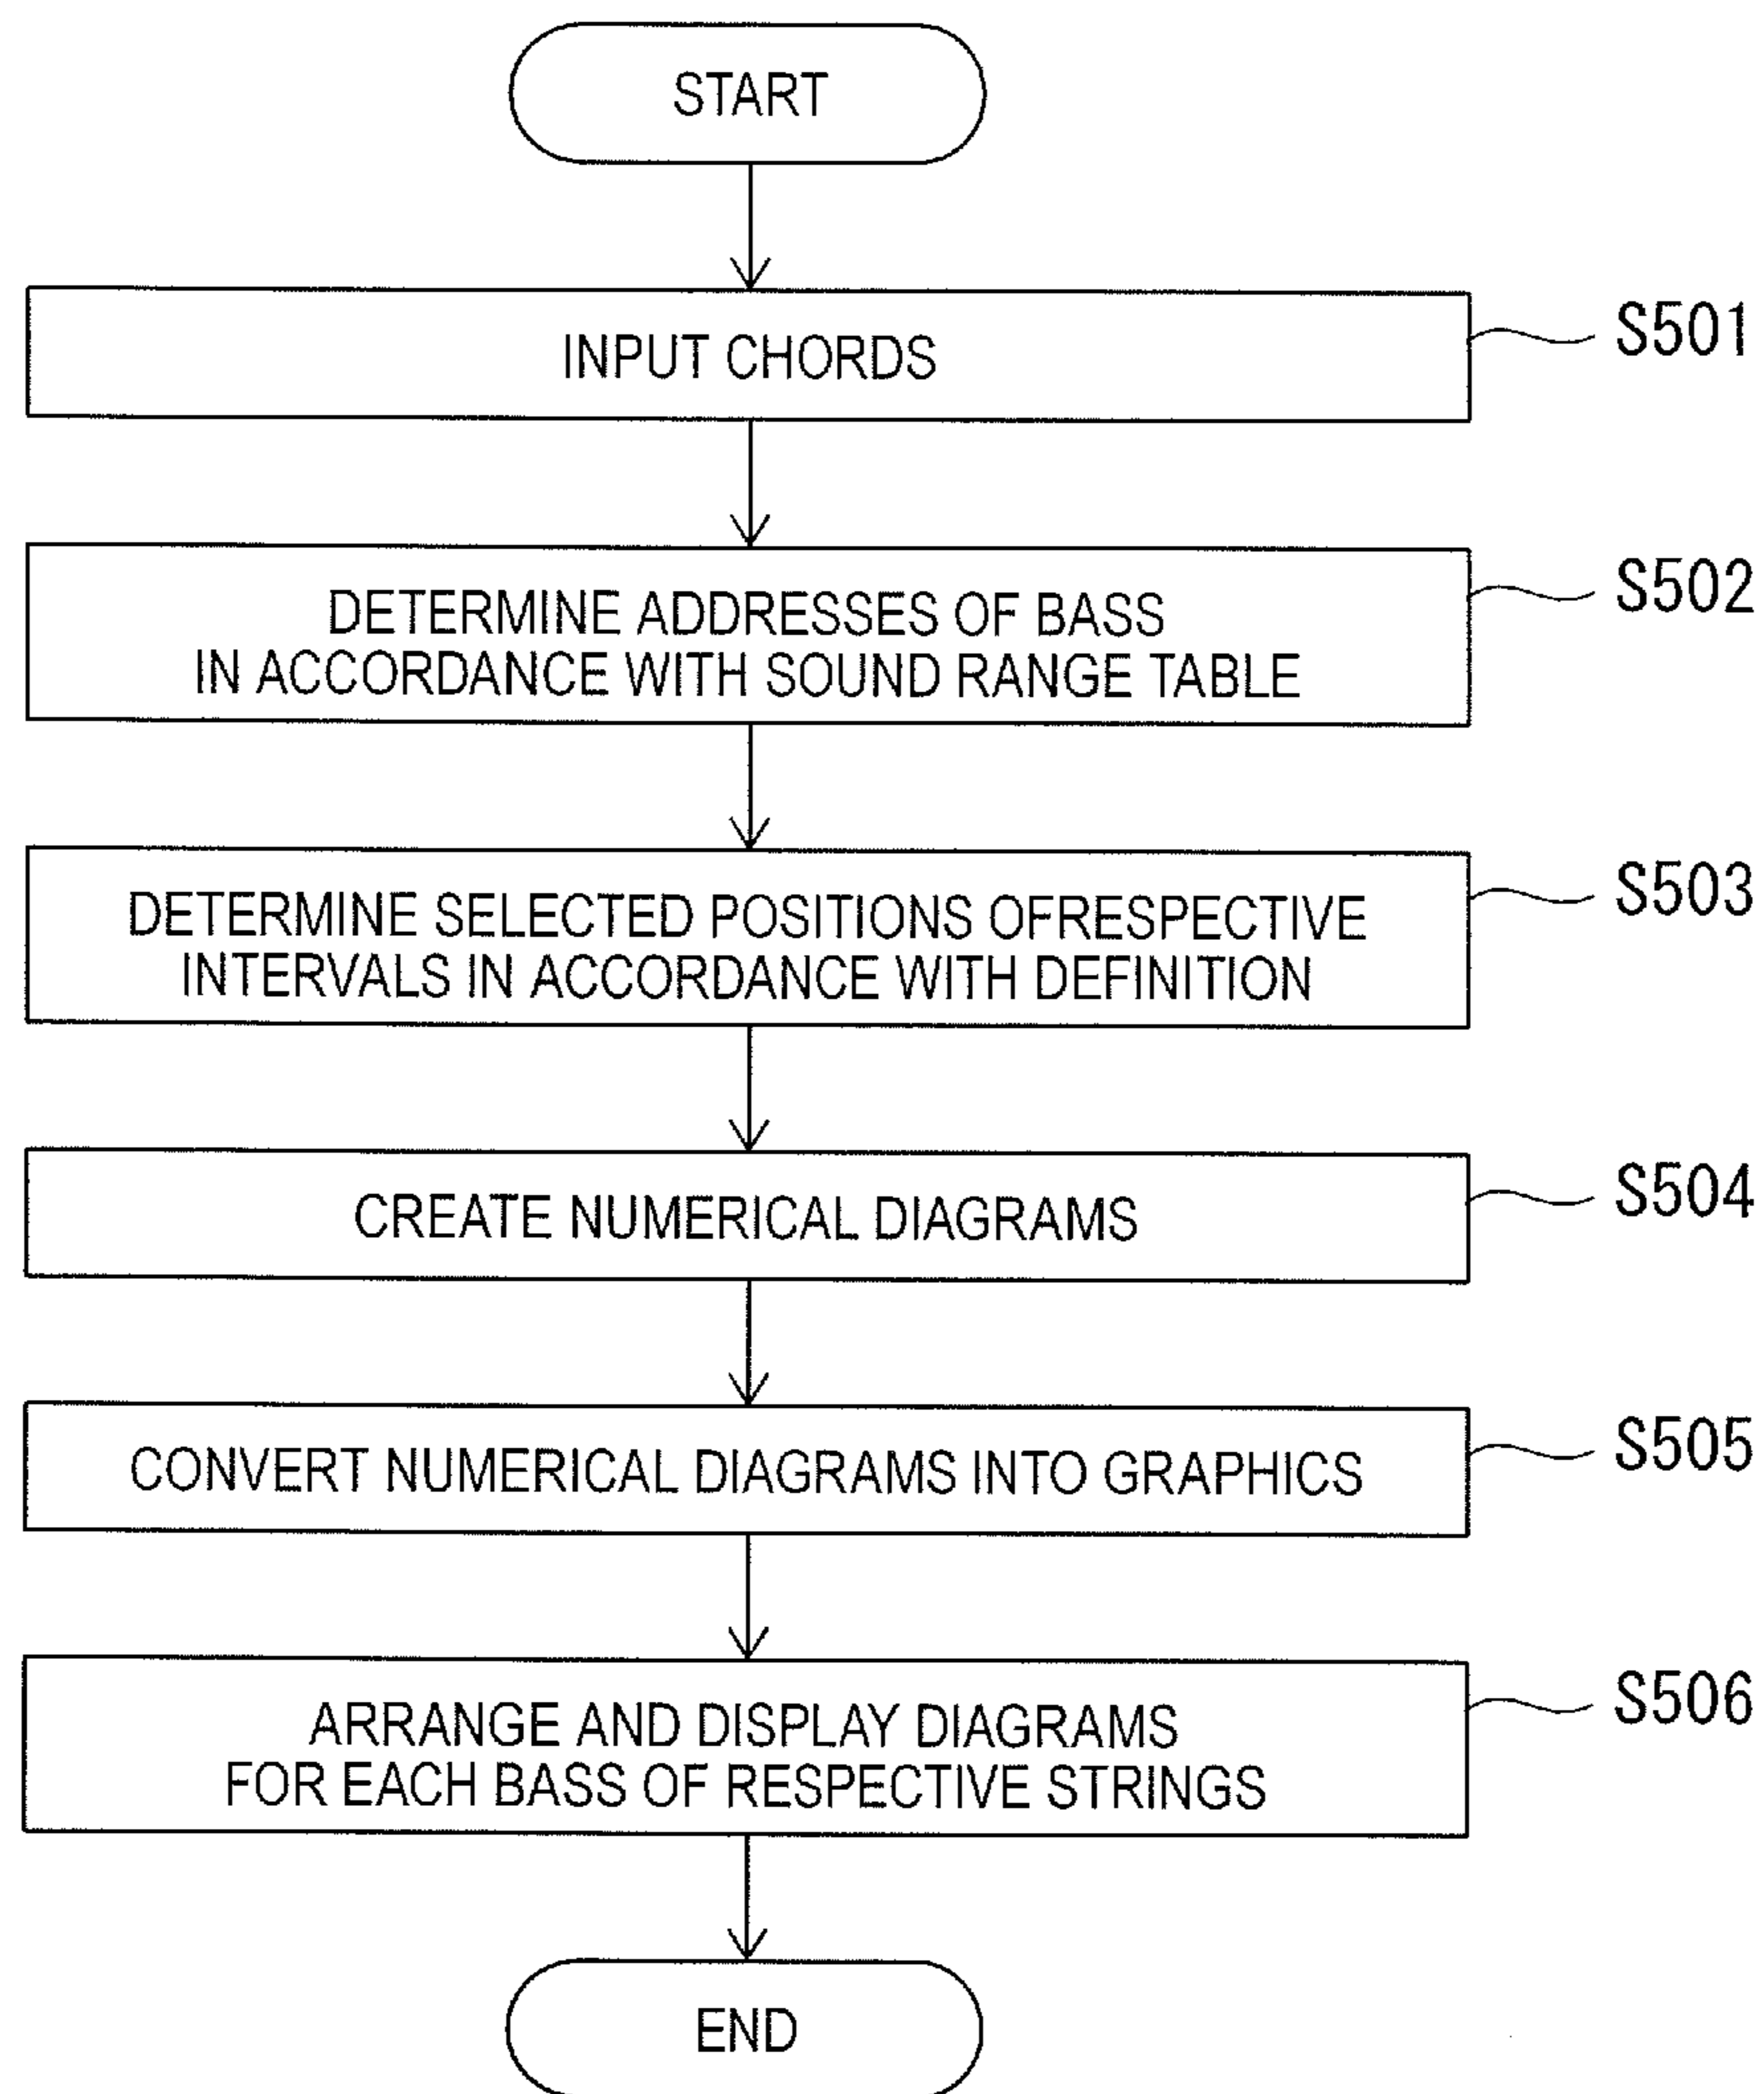 START
INPUT CHORDS
S501
DETERMINE ADDRESSES OF BASS
IN ACCORDANCE WITH SOUND RANGE TABLE
S502
DETERMINE SELECTED POSITIONS OFRESPECTIVE
INTERVALS IN ACCORDANCE WITH DEFINITION
S503
CREATE NUMERICAL DIAGRAMS
S504
CONVERT NUMERICAL DIAGRAMS INTO GRAPHICS
S505
ARRANGE AND DISPLAY DIAGRAMS
FOR EACH BASS OF RESPECTIVE STRINGS
S506
END